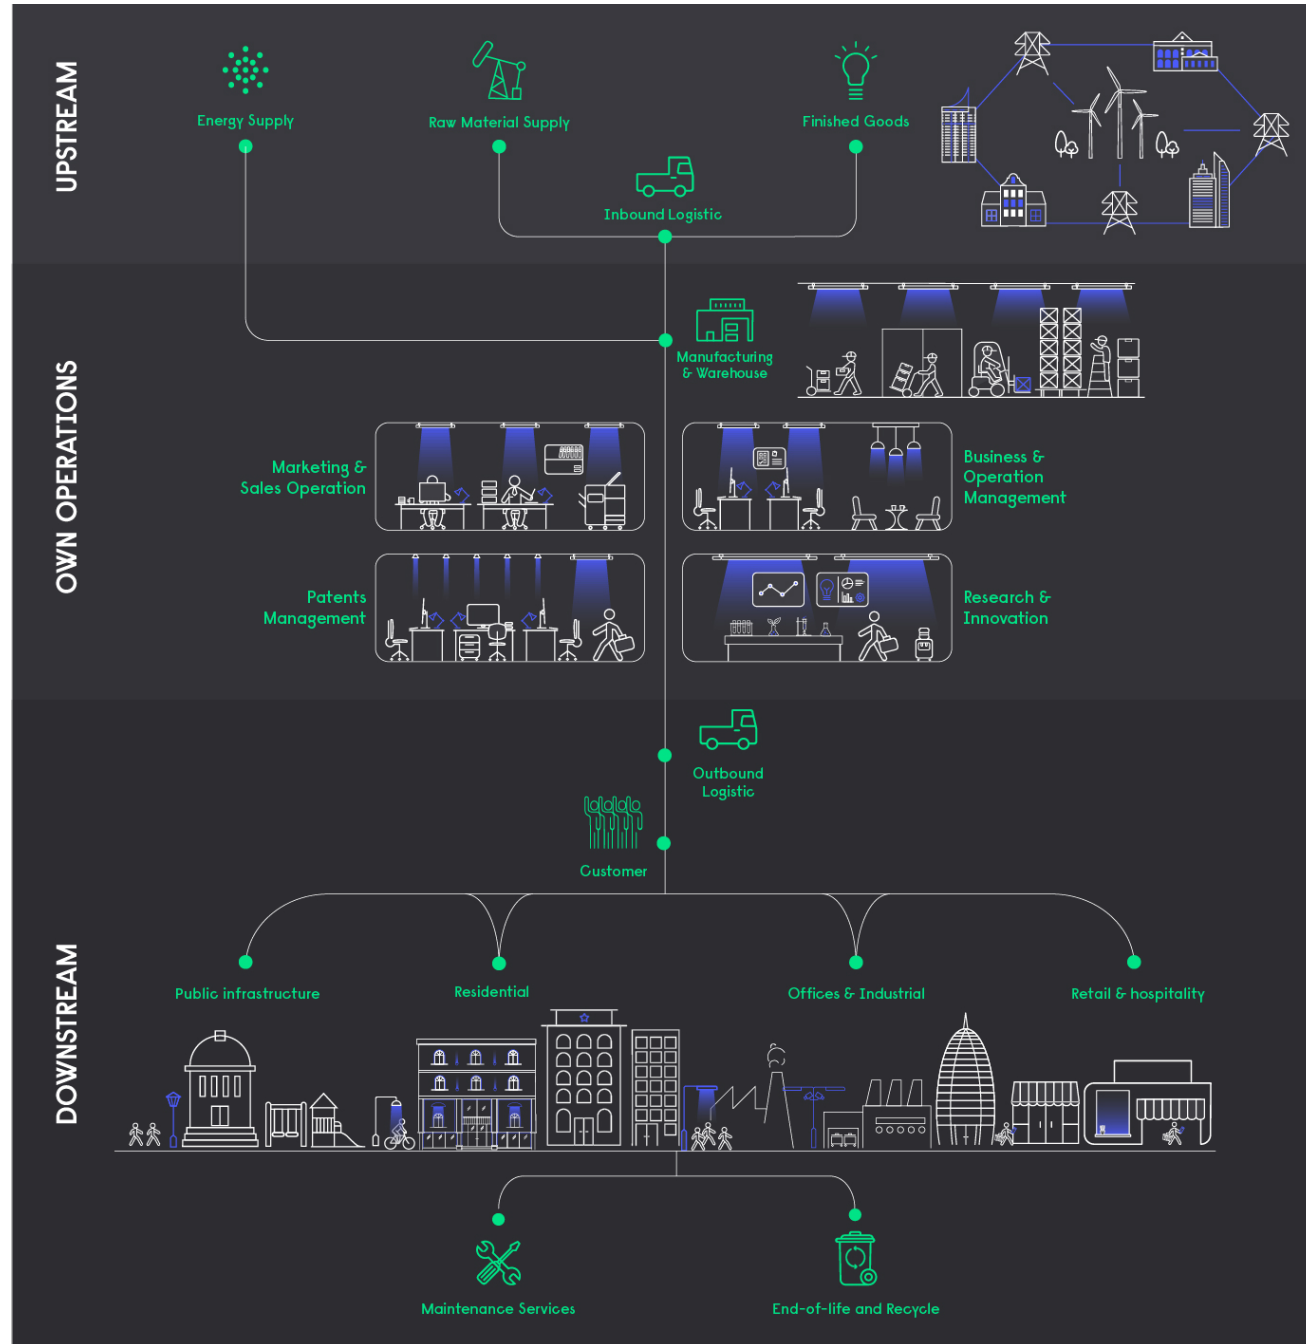 UPSTREAM
Energy Supply
Raw Material Supply
Finished Goods
Inbound Logistic
OWN OPERATIONS
Manufacturing
& Warehouse
Marketing &
Sales Operation
Business &
Operation
Management
Patents
Management
Research &
Innovation
DOWNSTREAM
Outbound
Logistic
Customer
Public infrastructure
Residential
Offices & Industrial
Retail & hospitality
Maintenance Services
End-of-life and Recycle